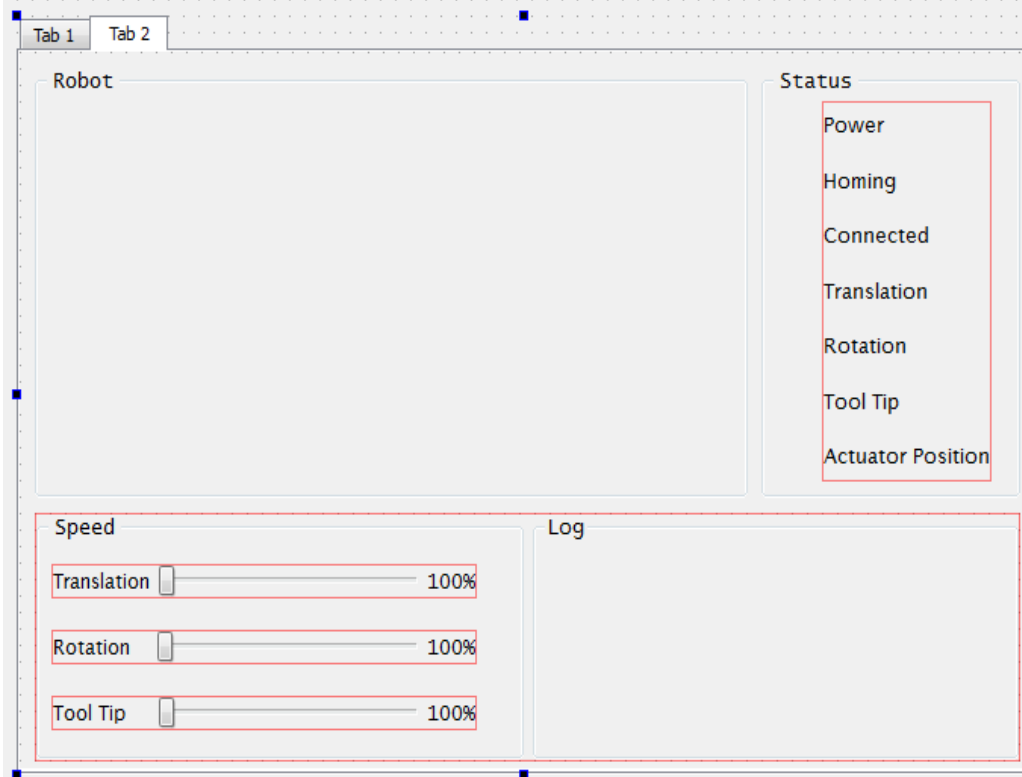 Tab 1 Tab 2
Robot
Status
Power
Homing
Connected
Translation
Rotation
Tool Tip
Actuator Position
Speed
Translation 100%
Rotation 100%
Tool Tip 100%
Log